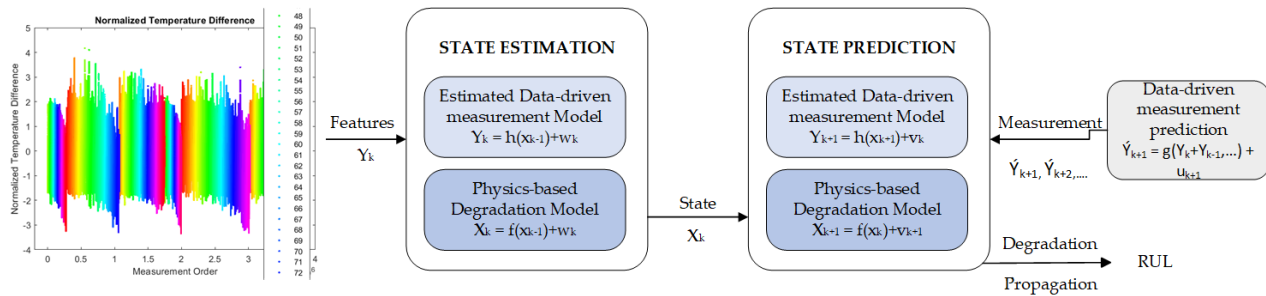 Normalized Temperature Difference
Normalized Temperature Difference
5
4
3
2
1
0
-1
-2
-3
-4
0
0.5
1
1.5
2
2.5
3
Measurement Order
48
49
50
51
52
53
54
55
56
57
58
59
60
61
62
63
64
65
66
67
68
69
70
71
72
4
6
Features
Yk
STATE ESTIMATION
Estimated Data-driven
measurement Model
Yk = h(xk-1)+wk
Physics-based
Degradation Model
Xk = f(xk-1)+wk
State
Xk
STATE PREDICTION
Estimated Data-driven
measurement Model
Yk+1 = h(xk+1)+vk
Physics-based
Degradation Model
Xk+1 = f(xk)+vk+1
Measurement
Ýk+1, Ýk+2,....
Data-driven
measurement
prediction
Ýk+1 = g(Yk+Yk-1,...) +
uk+1
Degradation
Propagation
RUL